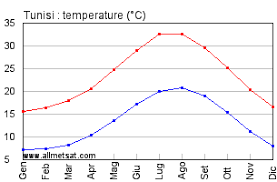 Tunisi : temperature (°C)
35
30
25
20
15
10
5
www.allmetsat.com
Gen
Feb
Mar
Apr
Mag
Giu
Lug
Ago
Set
Ott
Nov
Dic